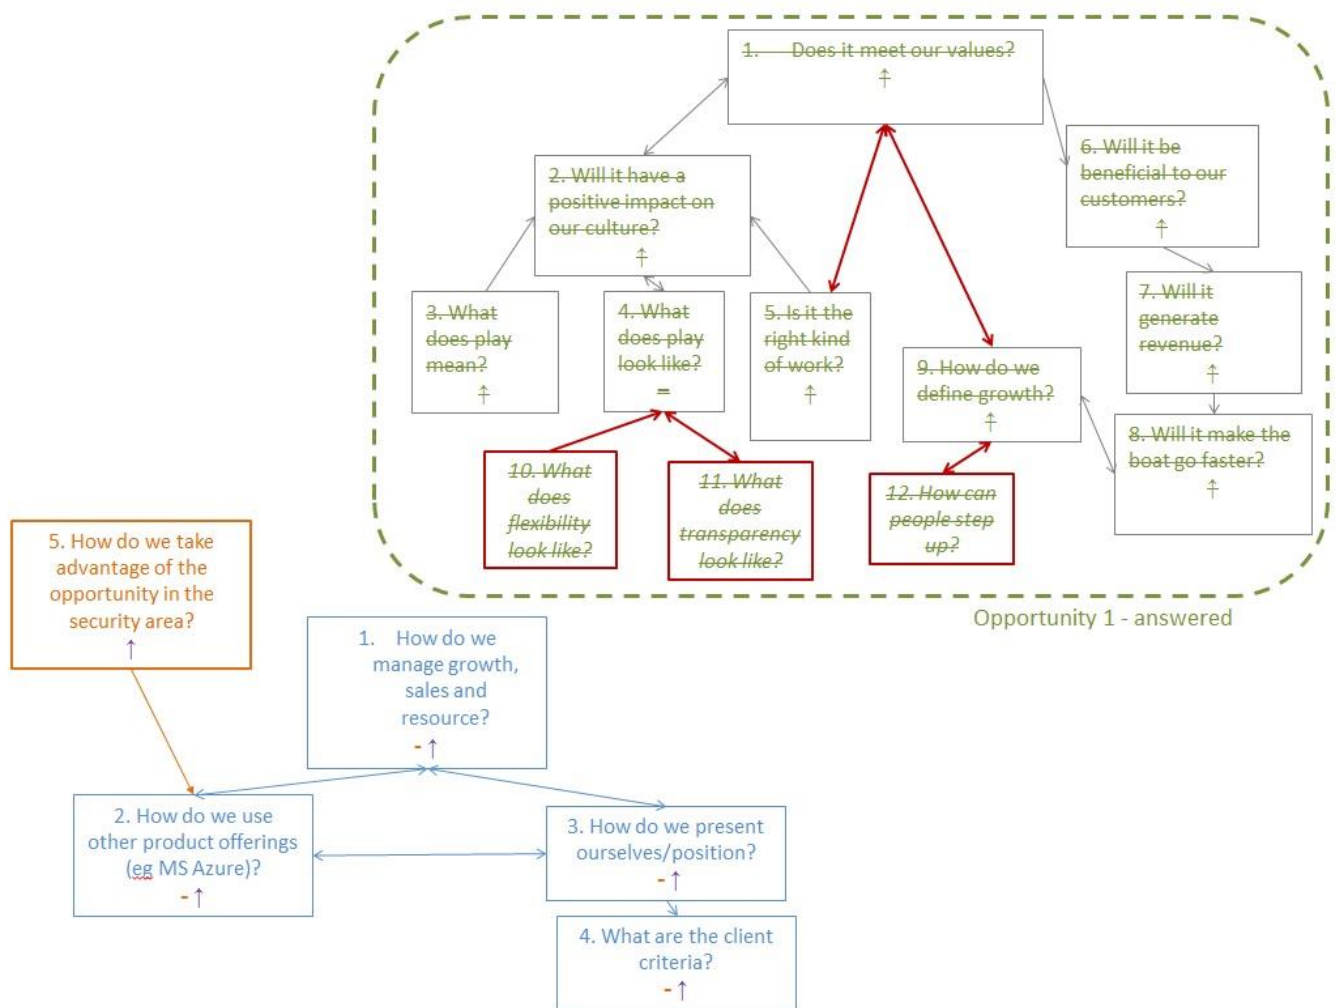 1. Does it meet our values?
↑
2. Will it have a
positive impact on
our culture?
↑
6. Will it be
beneficial to our
customers?
↑
3. What
does play
mean?
↑
4. What
does play
look like?
=
5. Is it the
right kind
of work?
↑
9. How do we
define growth?
↑
7. Will it
generate
revenue?
↑
8. Will it make the
boat go faster?
↑
10. What
does
flexibility
look like?
11. What
does
transparency
look like?
12. How can
people step
up?
Opportunity 1 - answered
5. How do we take
advantage of the
opportunity in the
security area?
↑
1. How do we
manage growth,
sales and
resource?
- ↑
2. How do we use
other product offerings
(eg MS Azure)?
- ↑
3. How do we present
ourselves/position?
- ↑
4. What are the client
criteria?
- ↑